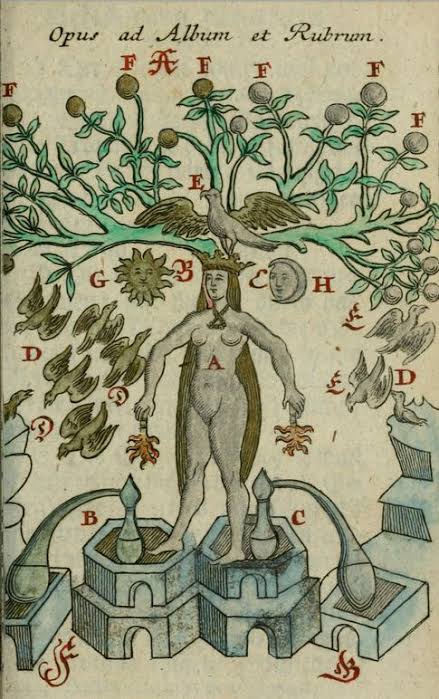 Opus ad Album et Rubrum.
F F Æ F F F
F
E
G B C H
D E
A E D
D D
B C
F B